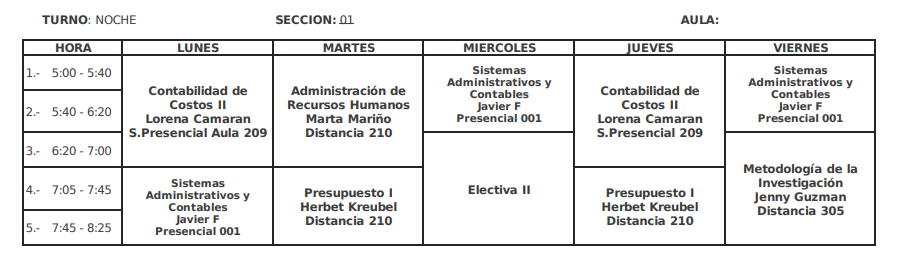 TURNO: NOCHE SECCION: 01 AULA:
HORA LUNES MARTES MIERCOLES JUEVES VIERNES
1.- 5:00 - 5:40
2.- 5:40 - 6:20
3.- 6:20 - 7:00
4.- 7:05 - 7:45
5.- 7:45 - 8:25
Contabilidad de
Costos II
Lorena Camaran
S.Presencial Aula 209
Sistemas
Administrativos y
Contables
Javier F
Presencial 001
Administración de
Recursos Humanos
Marta Mariño
Distancia 210
Presupuesto I
Herbet Kreubel
Distancia 210
Sistemas
Administrativos y
Contables
Javier F
Presencial 001
Electiva II
Contabilidad de
Costos II
Lorena Camaran
S.Presencial 209
Presupuesto I
Herbet Kreubel
Distancia 210
Sistemas
Administrativos y
Contables
Javier F
Presencial 001
Metodología de la
Investigación
Jenny Guzman
Distancia 305